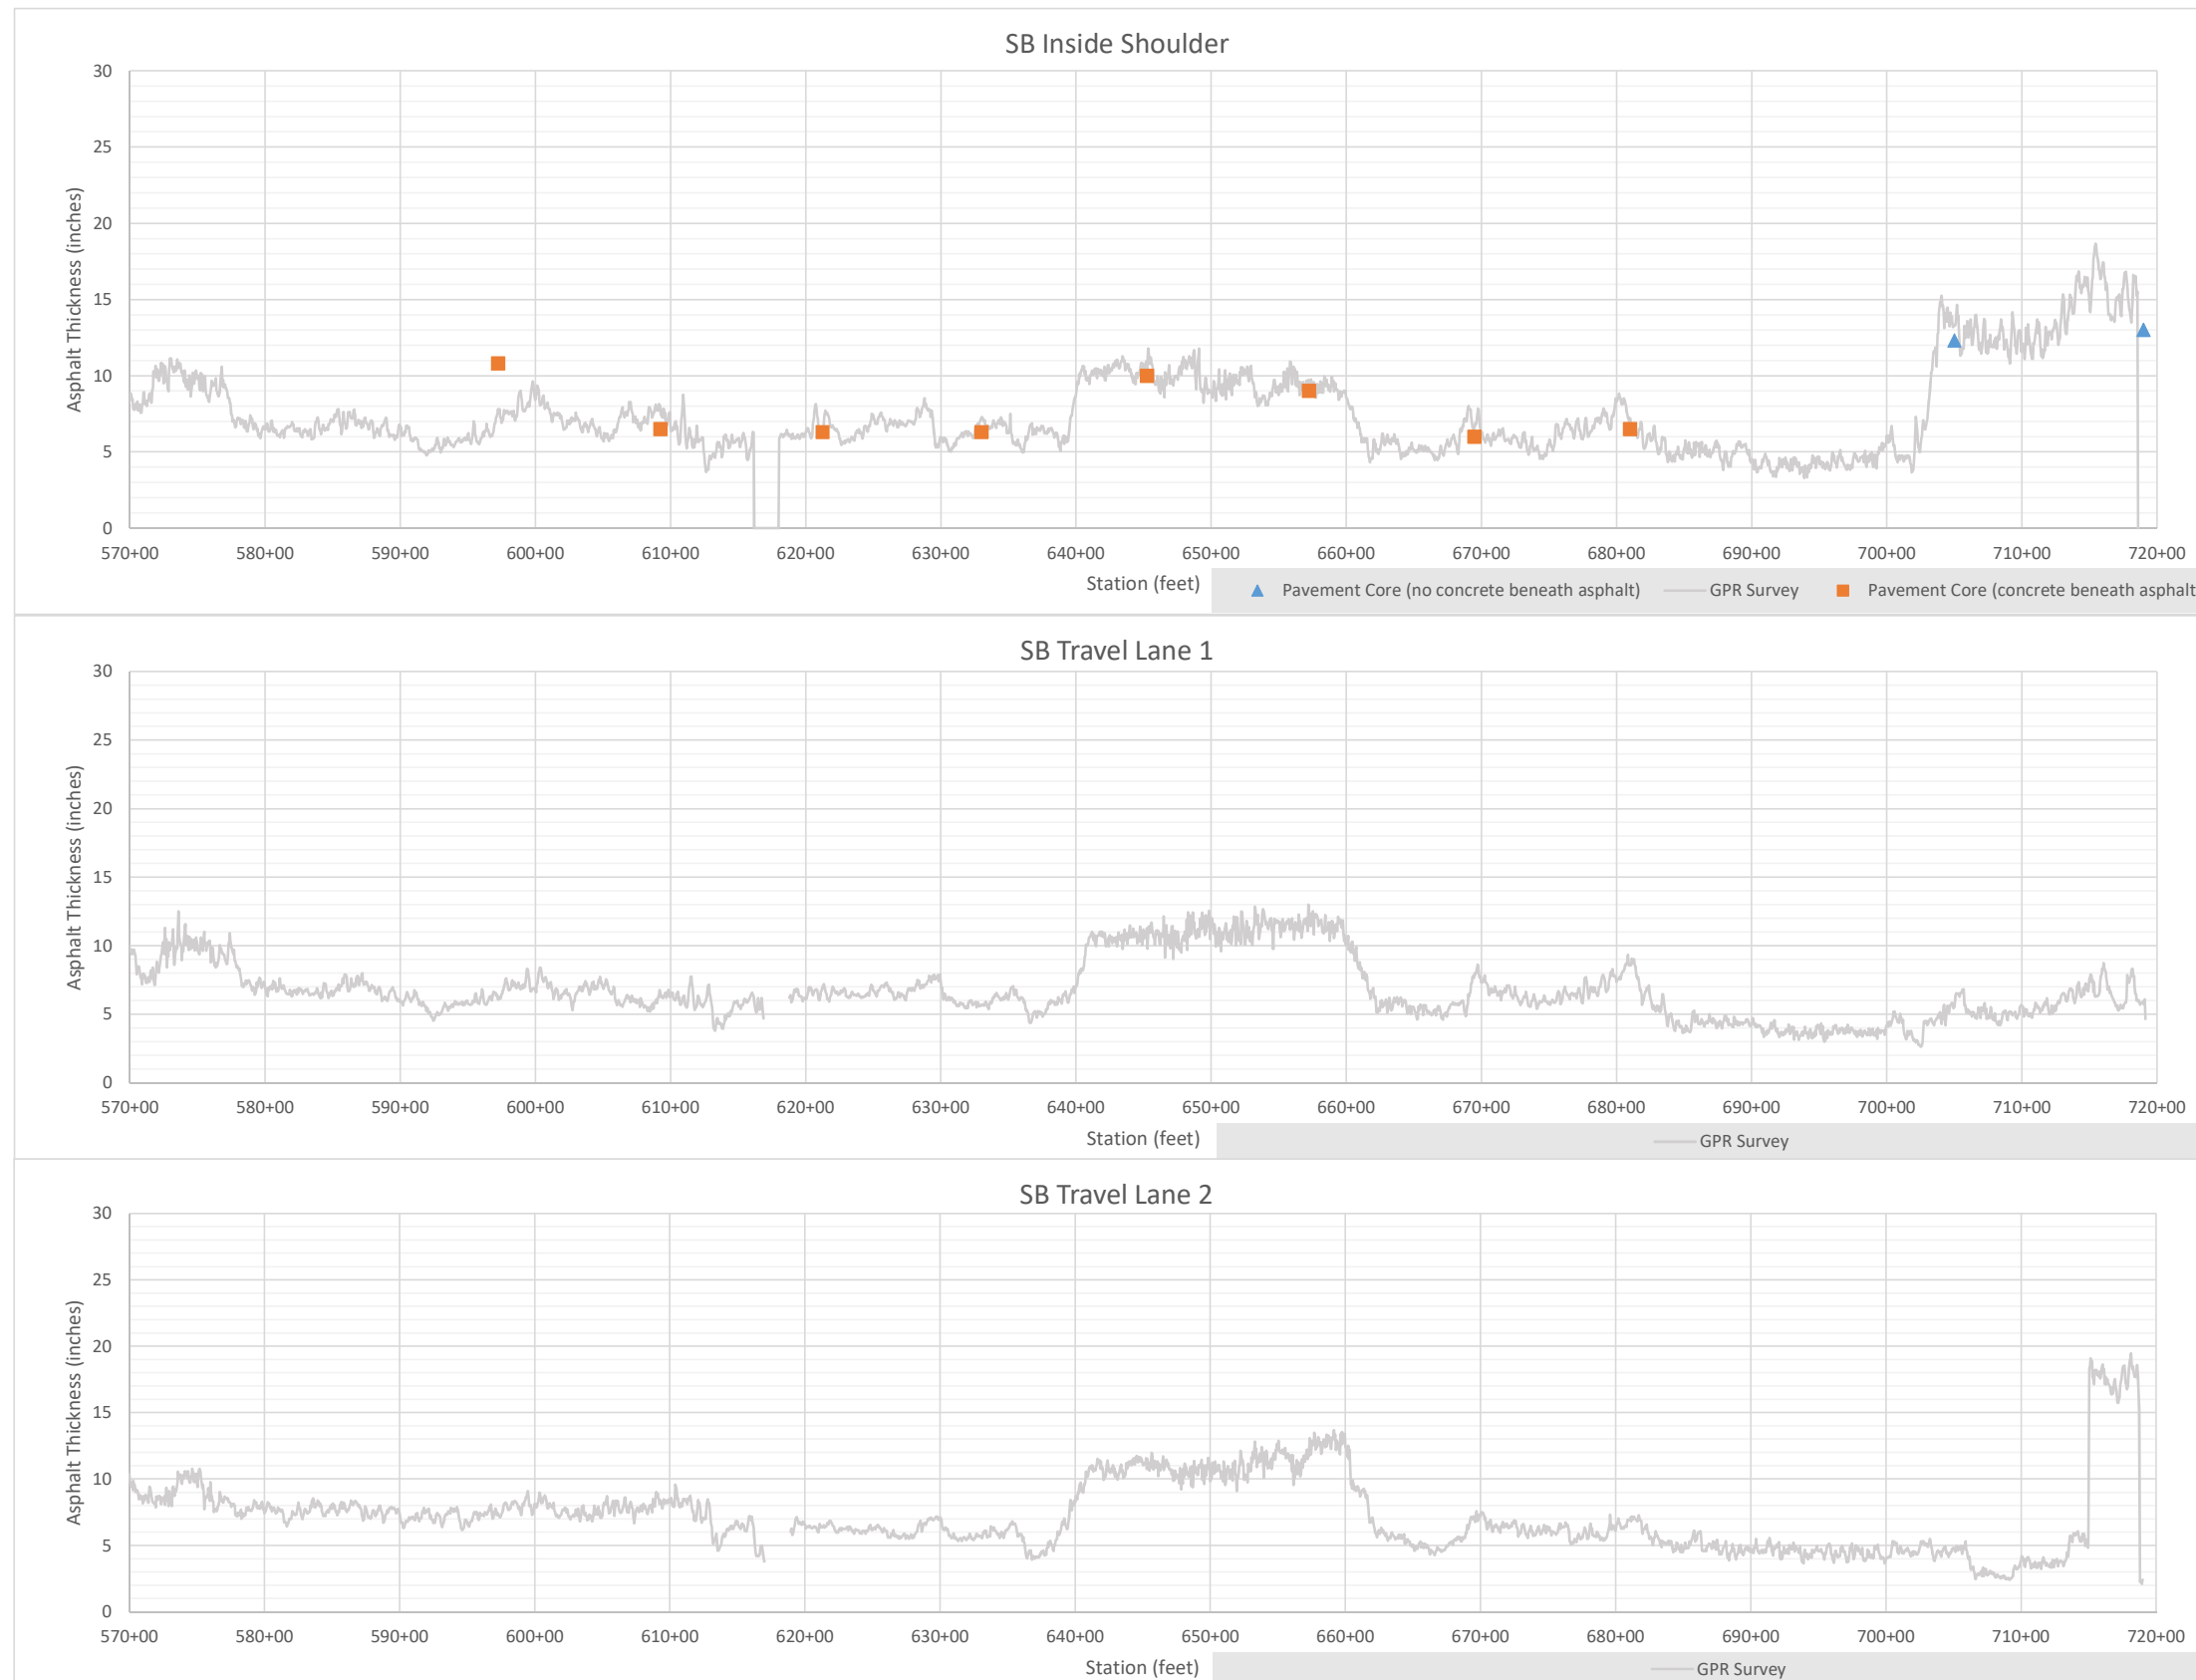 SB Inside Shoulder
Asphalt Thickness (inches)
30
25
20
15
10
5
0
570+00 580+00 590+00 600+00 610+00 620+00 630+00 640+00 650+00 660+00 670+00 680+00 690+00 700+00 710+00 720+00
Station (feet)
Pavement Core (no concrete beneath asphalt) GPR Survey Pavement Core (concrete beneath asphalt
SB Travel Lane 1
Asphalt Thickness (inches)
30
25
20
15
10
5
0
570+00 580+00 590+00 600+00 610+00 620+00 630+00 640+00 650+00 660+00 670+00 680+00 690+00 700+00 710+00 720+00
Station (feet)
GPR Survey
SB Travel Lane 2
Asphalt Thickness (inches)
30
25
20
15
10
5
0
570+00 580+00 590+00 600+00 610+00 620+00 630+00 640+00 650+00 660+00 670+00 680+00 690+00 700+00 710+00 720+00
Station (feet)
GPR Survey